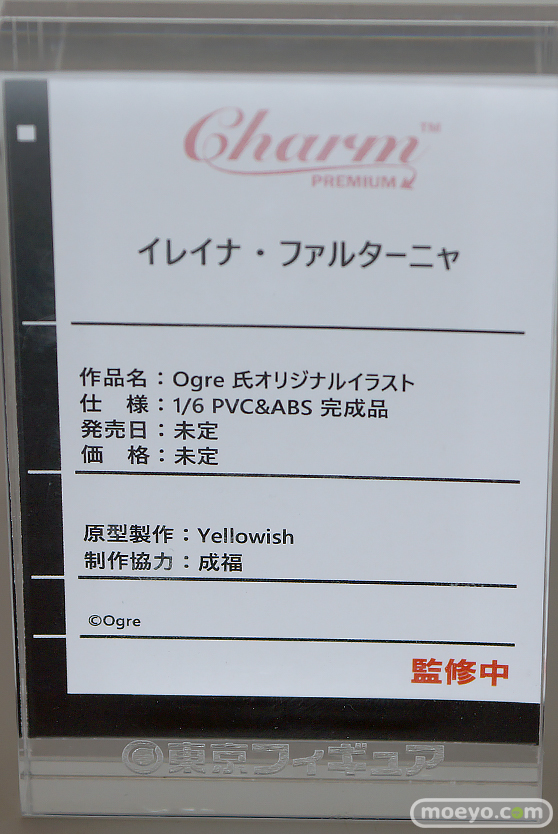 Charm™
PREMIUM
イレイナ・ファルターニャ
作品名：Ogre 氏オリジナルイラスト
仕　様：1/6 PVC&ABS 完成品
発売日：未定
価　格：未定
原型製作：Yellowish
制作協力：成福
©Ogre
監修中
東京フィギュア
moeyo.com